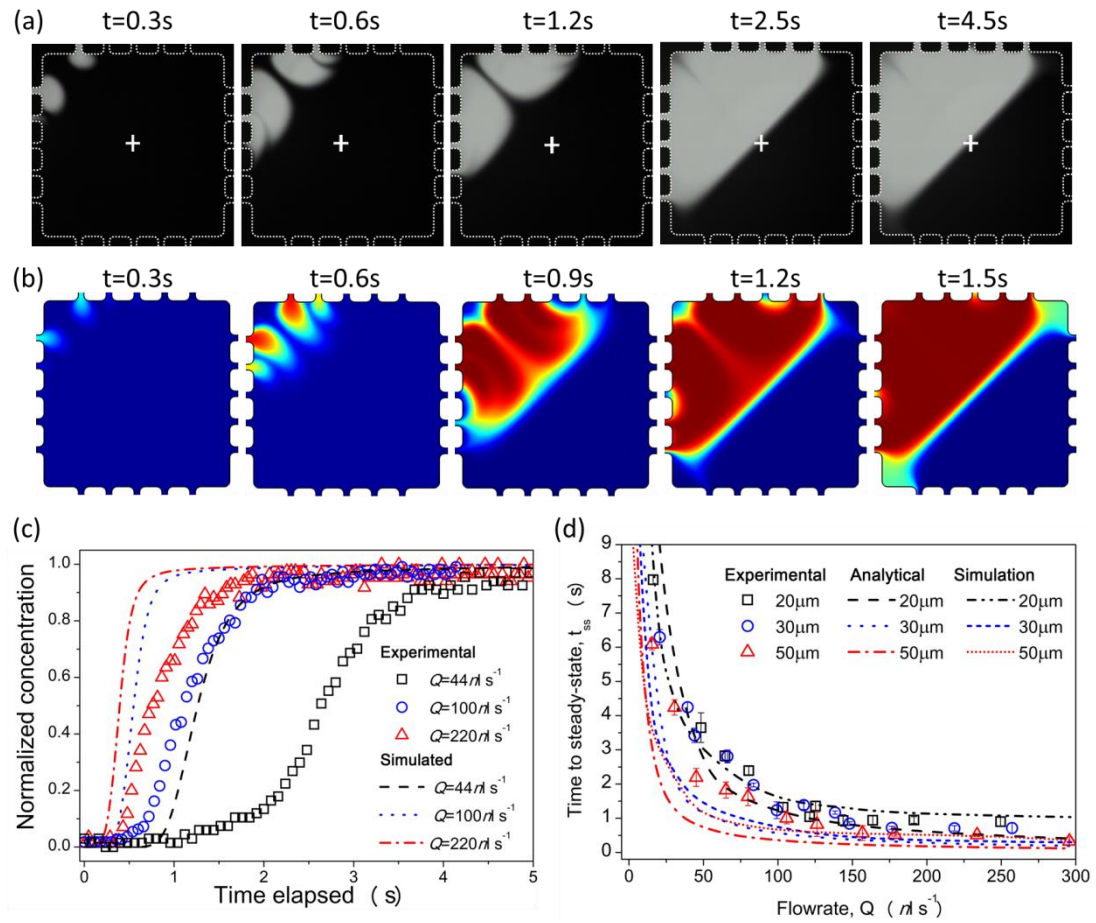 (a)
t=0.3s t=0.6s t=1.2s t=2.5s t=4.5s
(b)
t=0.3s t=0.6s t=0.9s t=1.2s t=1.5s
(c)
Normalized concentration
1.0
0.8
0.6
0.4
0.2
0.0
0 1 2 3 4 5
Time elapsed (s)
Experimental
Q=44nl s⁻¹
Q=100nl s⁻¹
Q=220nl s⁻¹
Simulated
Q=44nl s⁻¹
Q=100nl s⁻¹
Q=220nl s⁻¹
(d)
Time to steady-state, tss (s)
9
8
7
6
5
4
3
2
1
0
0 50 100 150 200 250 300
Flowrate, Q (nl s⁻¹)
Experimental Analytical Simulation
20μm 20μm 20μm
30μm 30μm 30μm
50μm 50μm 50μm